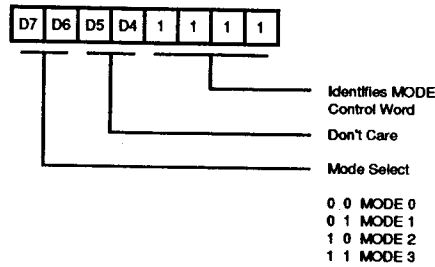 D7 D6 D5 D4 1 1 1 1
Identifies MODE
Control Word
Don't Care
Mode Select
0 0 MODE 0
0 1 MODE 1
1 0 MODE 2
1 1 MODE 3